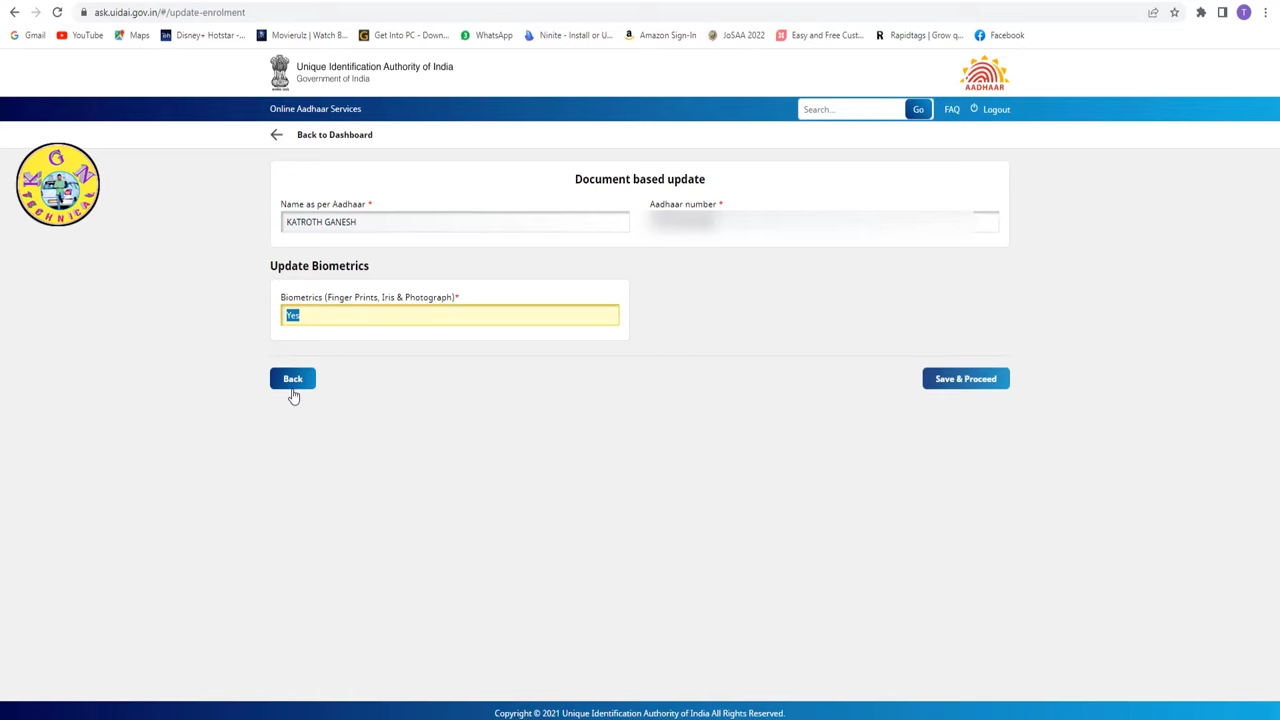 ask.uidai.gov.in/#/update-enrolment
T
Gmail YouTube Maps Disney+ Hotstar -... Movierulz | Watch B... Get Into PC - Down... WhatsApp Ninite - Install or U... Amazon Sign-In JoSAA 2022 Easy and Free Cust... Rapidtags | Grow q... Facebook
Unique Identification Authority of India
Government of India
AADHAAR
Online Aadhaar Services Search... Go FAQ Logout
Back to Dashboard
KGN
TECHNICAL
Document based update
Name as per Aadhaar * Aadhaar number *
KATROTH GANESH
Update Biometrics
Biometrics (Finger Prints, Iris & Photograph)*
Yes
Back Save & Proceed
Copyright © 2021 Unique Identification Authority of India All Rights Reserved.